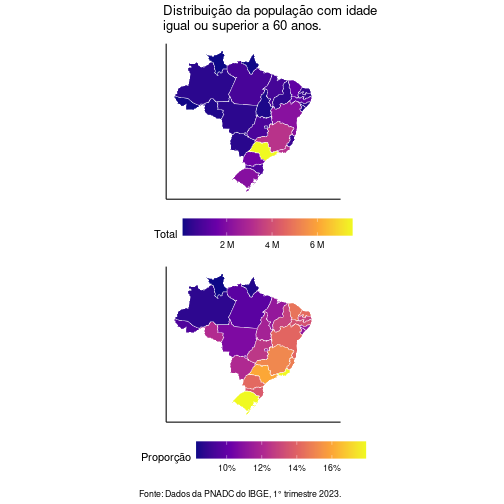 Distribuição da população com idade
igual ou superior a 60 anos.
Total
2 M 4 M 6 M
Proporção
10% 12% 14% 16%
Fonte: Dados da PNADC do IBGE, 1° trimestre 2023.